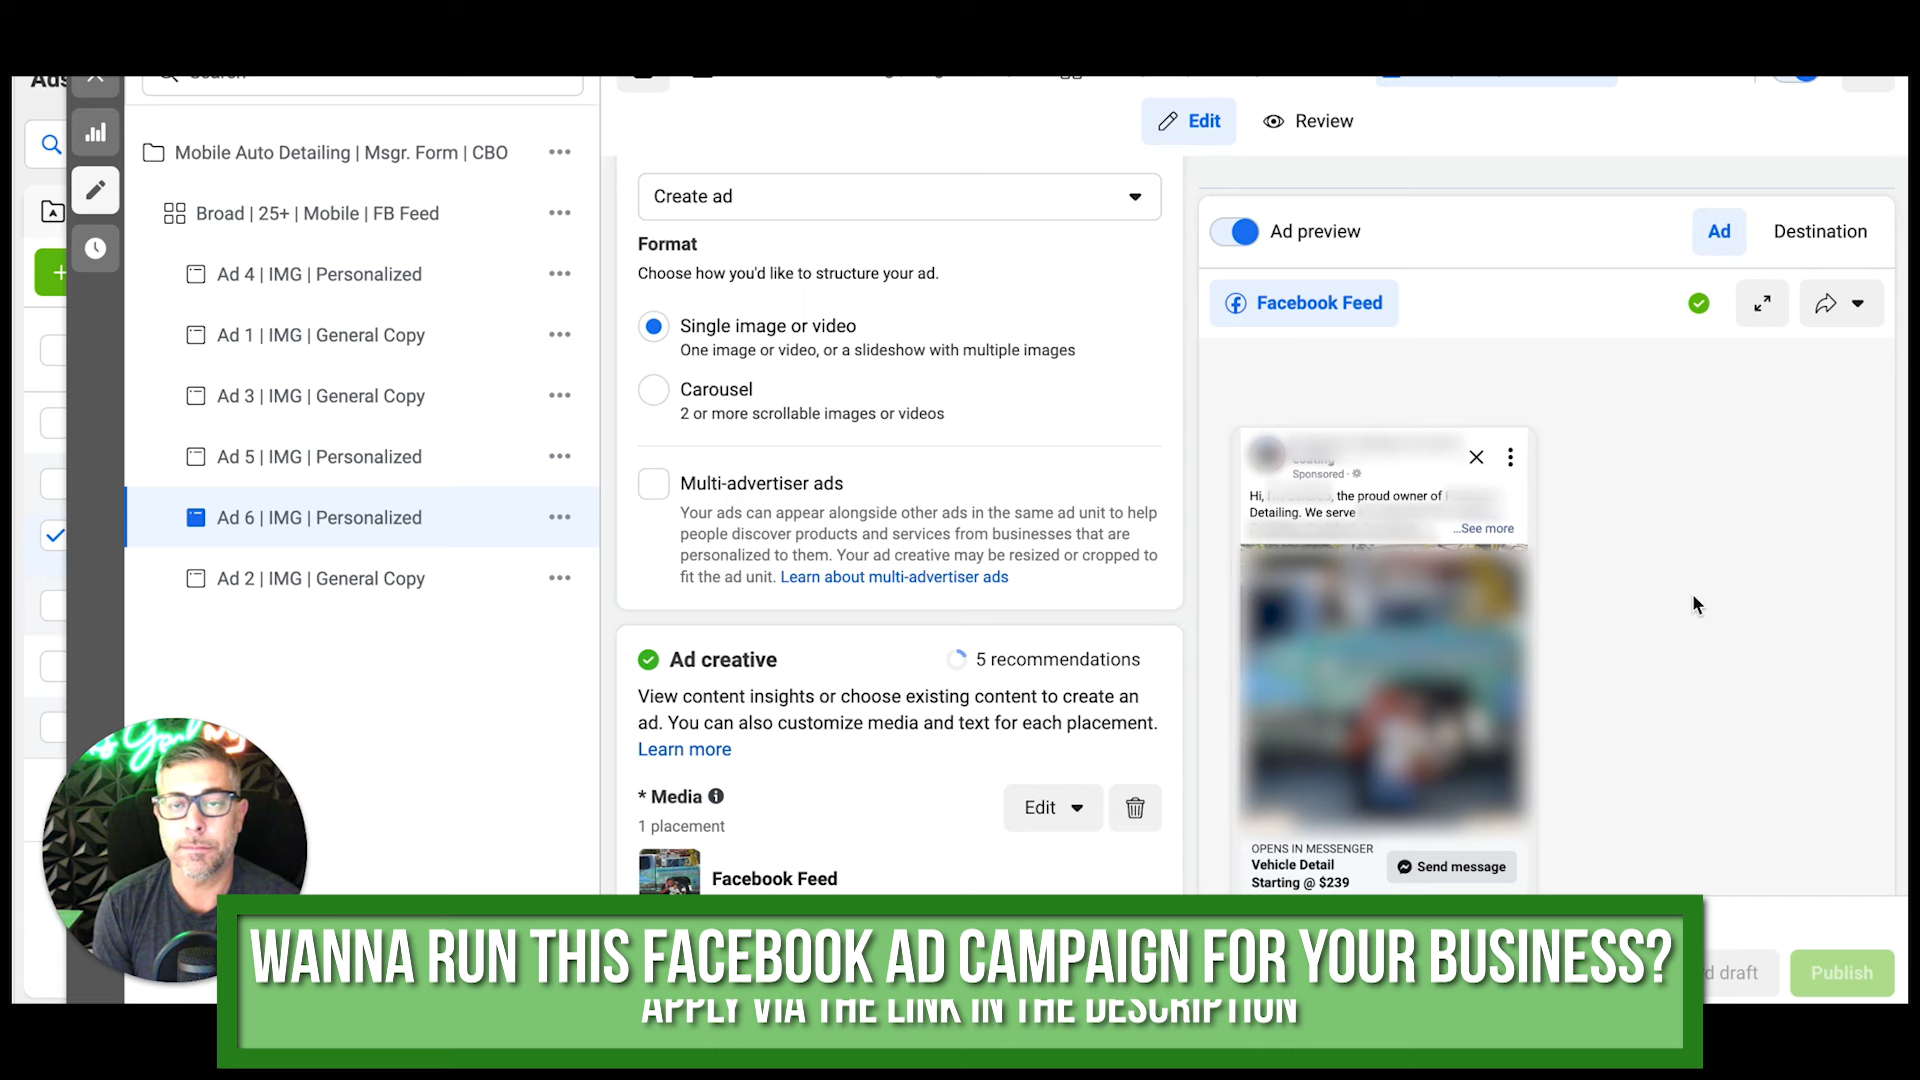 Ads
Mobile Auto Detailing | Msgr. Form | CBO
Broad | 25+ | Mobile | FB Feed
Ad 4 | IMG | Personalized
Ad 1 | IMG | General Copy
Ad 3 | IMG | General Copy
Ad 5 | IMG | Personalized
Ad 6 | IMG | Personalized
Ad 2 | IMG | General Copy
Edit
Review
Create ad
Format
Choose how you'd like to structure your ad.
Single image or video
One image or video, or a slideshow with multiple images
Carousel
2 or more scrollable images or videos
Multi-advertiser ads
Your ads can appear alongside other ads in the same ad unit to help
people discover products and services from businesses that are
personalized to them. Your ad creative may be resized or cropped to
fit the ad unit. Learn about multi-advertiser ads
Ad creative
5 recommendations
View content insights or choose existing content to create an
ad. You can also customize media and text for each placement.
Learn more
* Media
1 placement
Edit
Facebook Feed
Ad preview
Ad
Destination
Facebook Feed
Sponsored ·
Hi, the proud owner of
Detailing. We serve
...See more
OPENS IN MESSENGER
Vehicle Detail
Starting @ $239
Send message
draft
Publish
WANNA RUN THIS FACEBOOK AD CAMPAIGN FOR YOUR BUSINESS?
APPLY VIA THE LINK IN THE DESCRIPTION